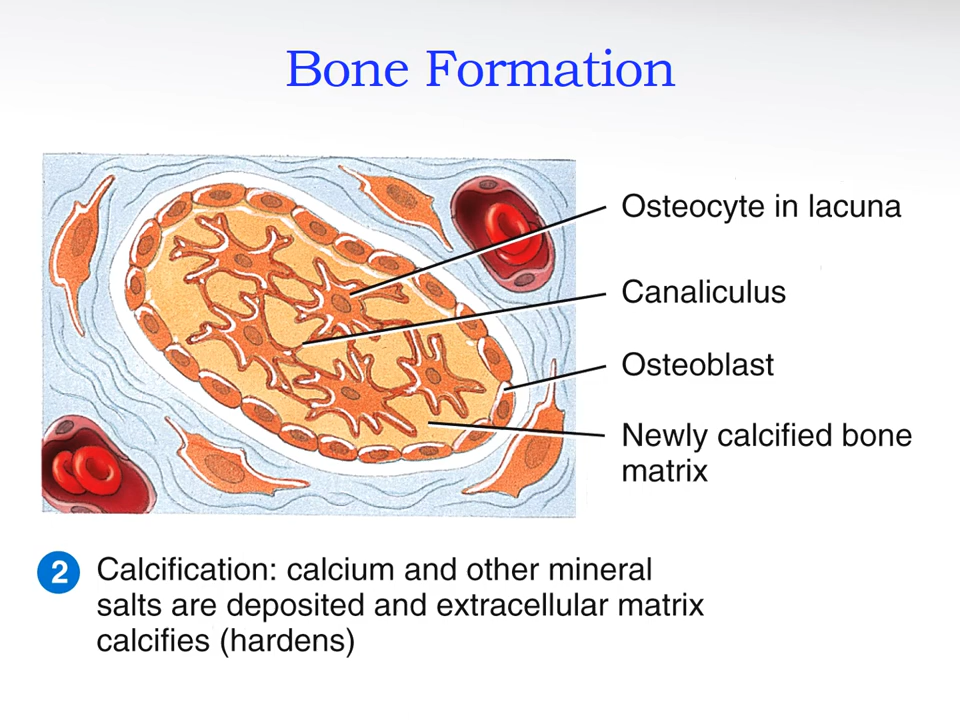 Bone Formation
Osteocyte in lacuna
Canaliculus
Osteoblast
Newly calcified bone
matrix
2 Calcification: calcium and other mineral
salts are deposited and extracellular matrix
calcifies (hardens)